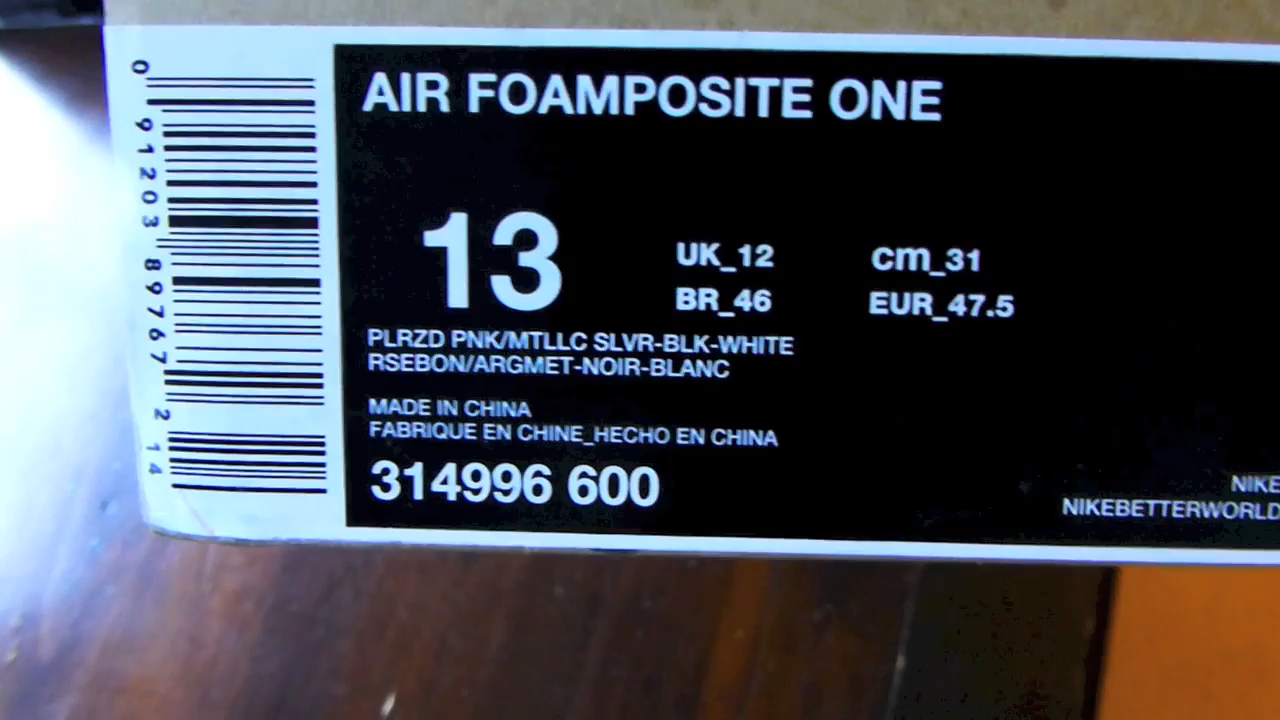 AIR FOAMPOSITE ONE
13
UK_12
cm_31
BR_46
EUR_47.5
PLRZD PNK/MTLLC SLVR-BLK-WHITE
RSEBON/ARGMET-NOIR-BLANC
MADE IN CHINA
FABRIQUE EN CHINE_HECHO EN CHINA
314996 600
NIKE
NIKEBETTERWORLD
0 91203 89767 2 14